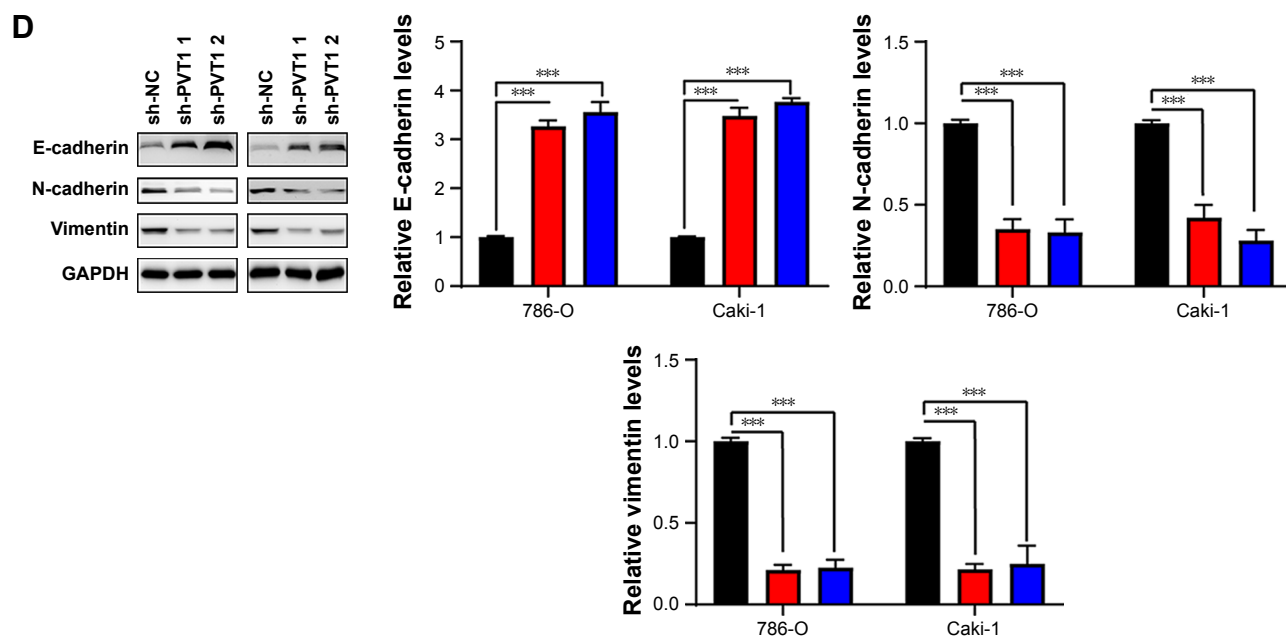 D
sh-NC
sh-PVT1 1
sh-PVT1 2
sh-NC
sh-PVT1 1
sh-PVT1 2
E-cadherin
N-cadherin
Vimentin
GAPDH
Relative E-cadherin levels
5
4
3
2
1
0
***
***
***
***
786-O
Caki-1
Relative N-cadherin levels
1.5
1.0
0.5
0.0
***
***
***
***
786-O
Caki-1
Relative vimentin levels
1.5
1.0
0.5
0.0
***
***
***
***
786-O
Caki-1